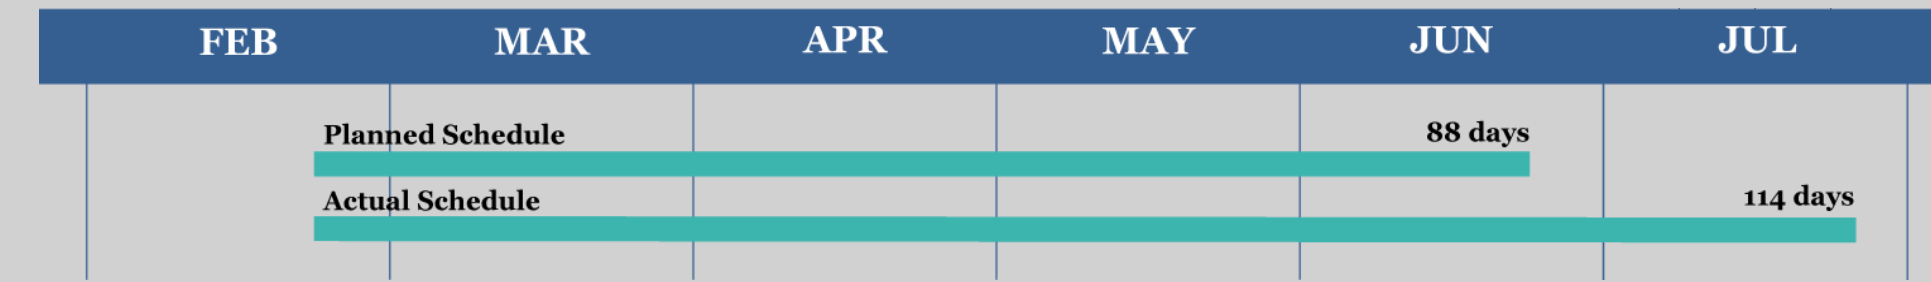 FEB MAR APR MAY JUN JUL
Planned Schedule 88 days
Actual Schedule 114 days